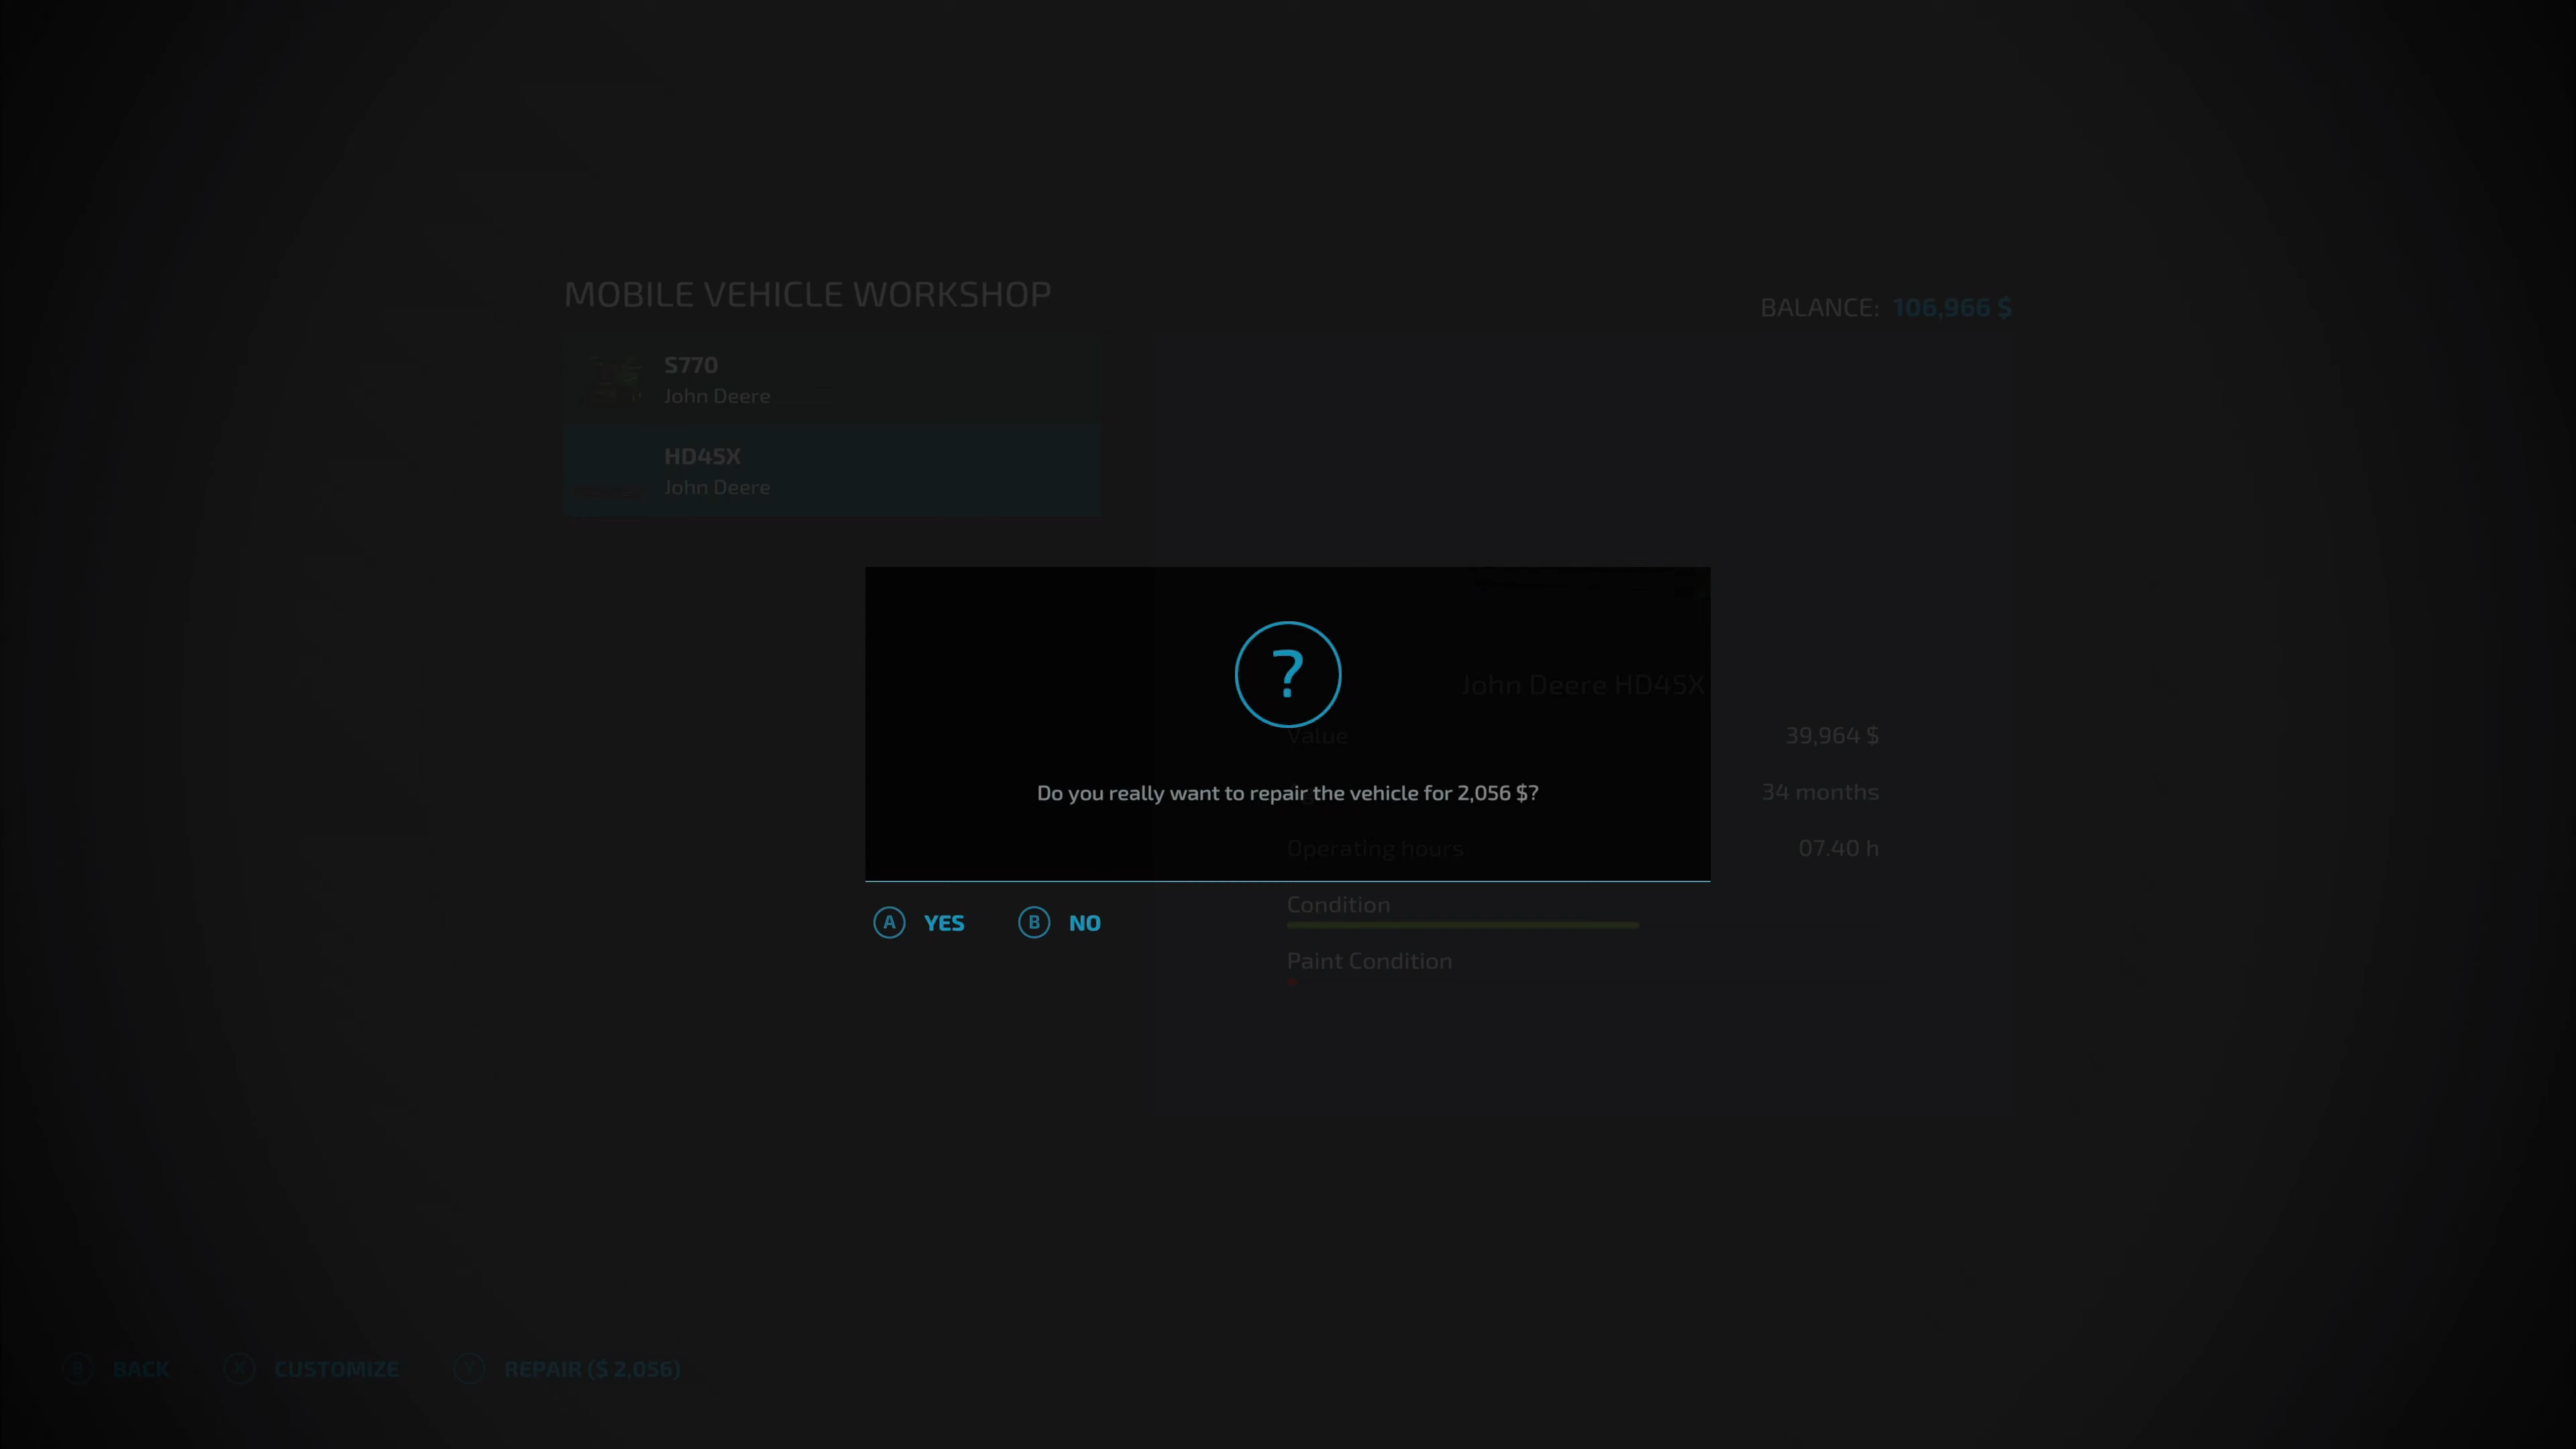 MOBILE VEHICLE WORKSHOP
BALANCE: 106,966 $
S770
John Deere
HD45X
John Deere
?
John Deere HD45X
Value 39,964 $
Do you really want to repair the vehicle for 2,056 $?
34 months
Operating hours 07.40 h
Condition
A YES B NO
Paint Condition
B BACK X CUSTOMIZE Y REPAIR ($ 2,056)